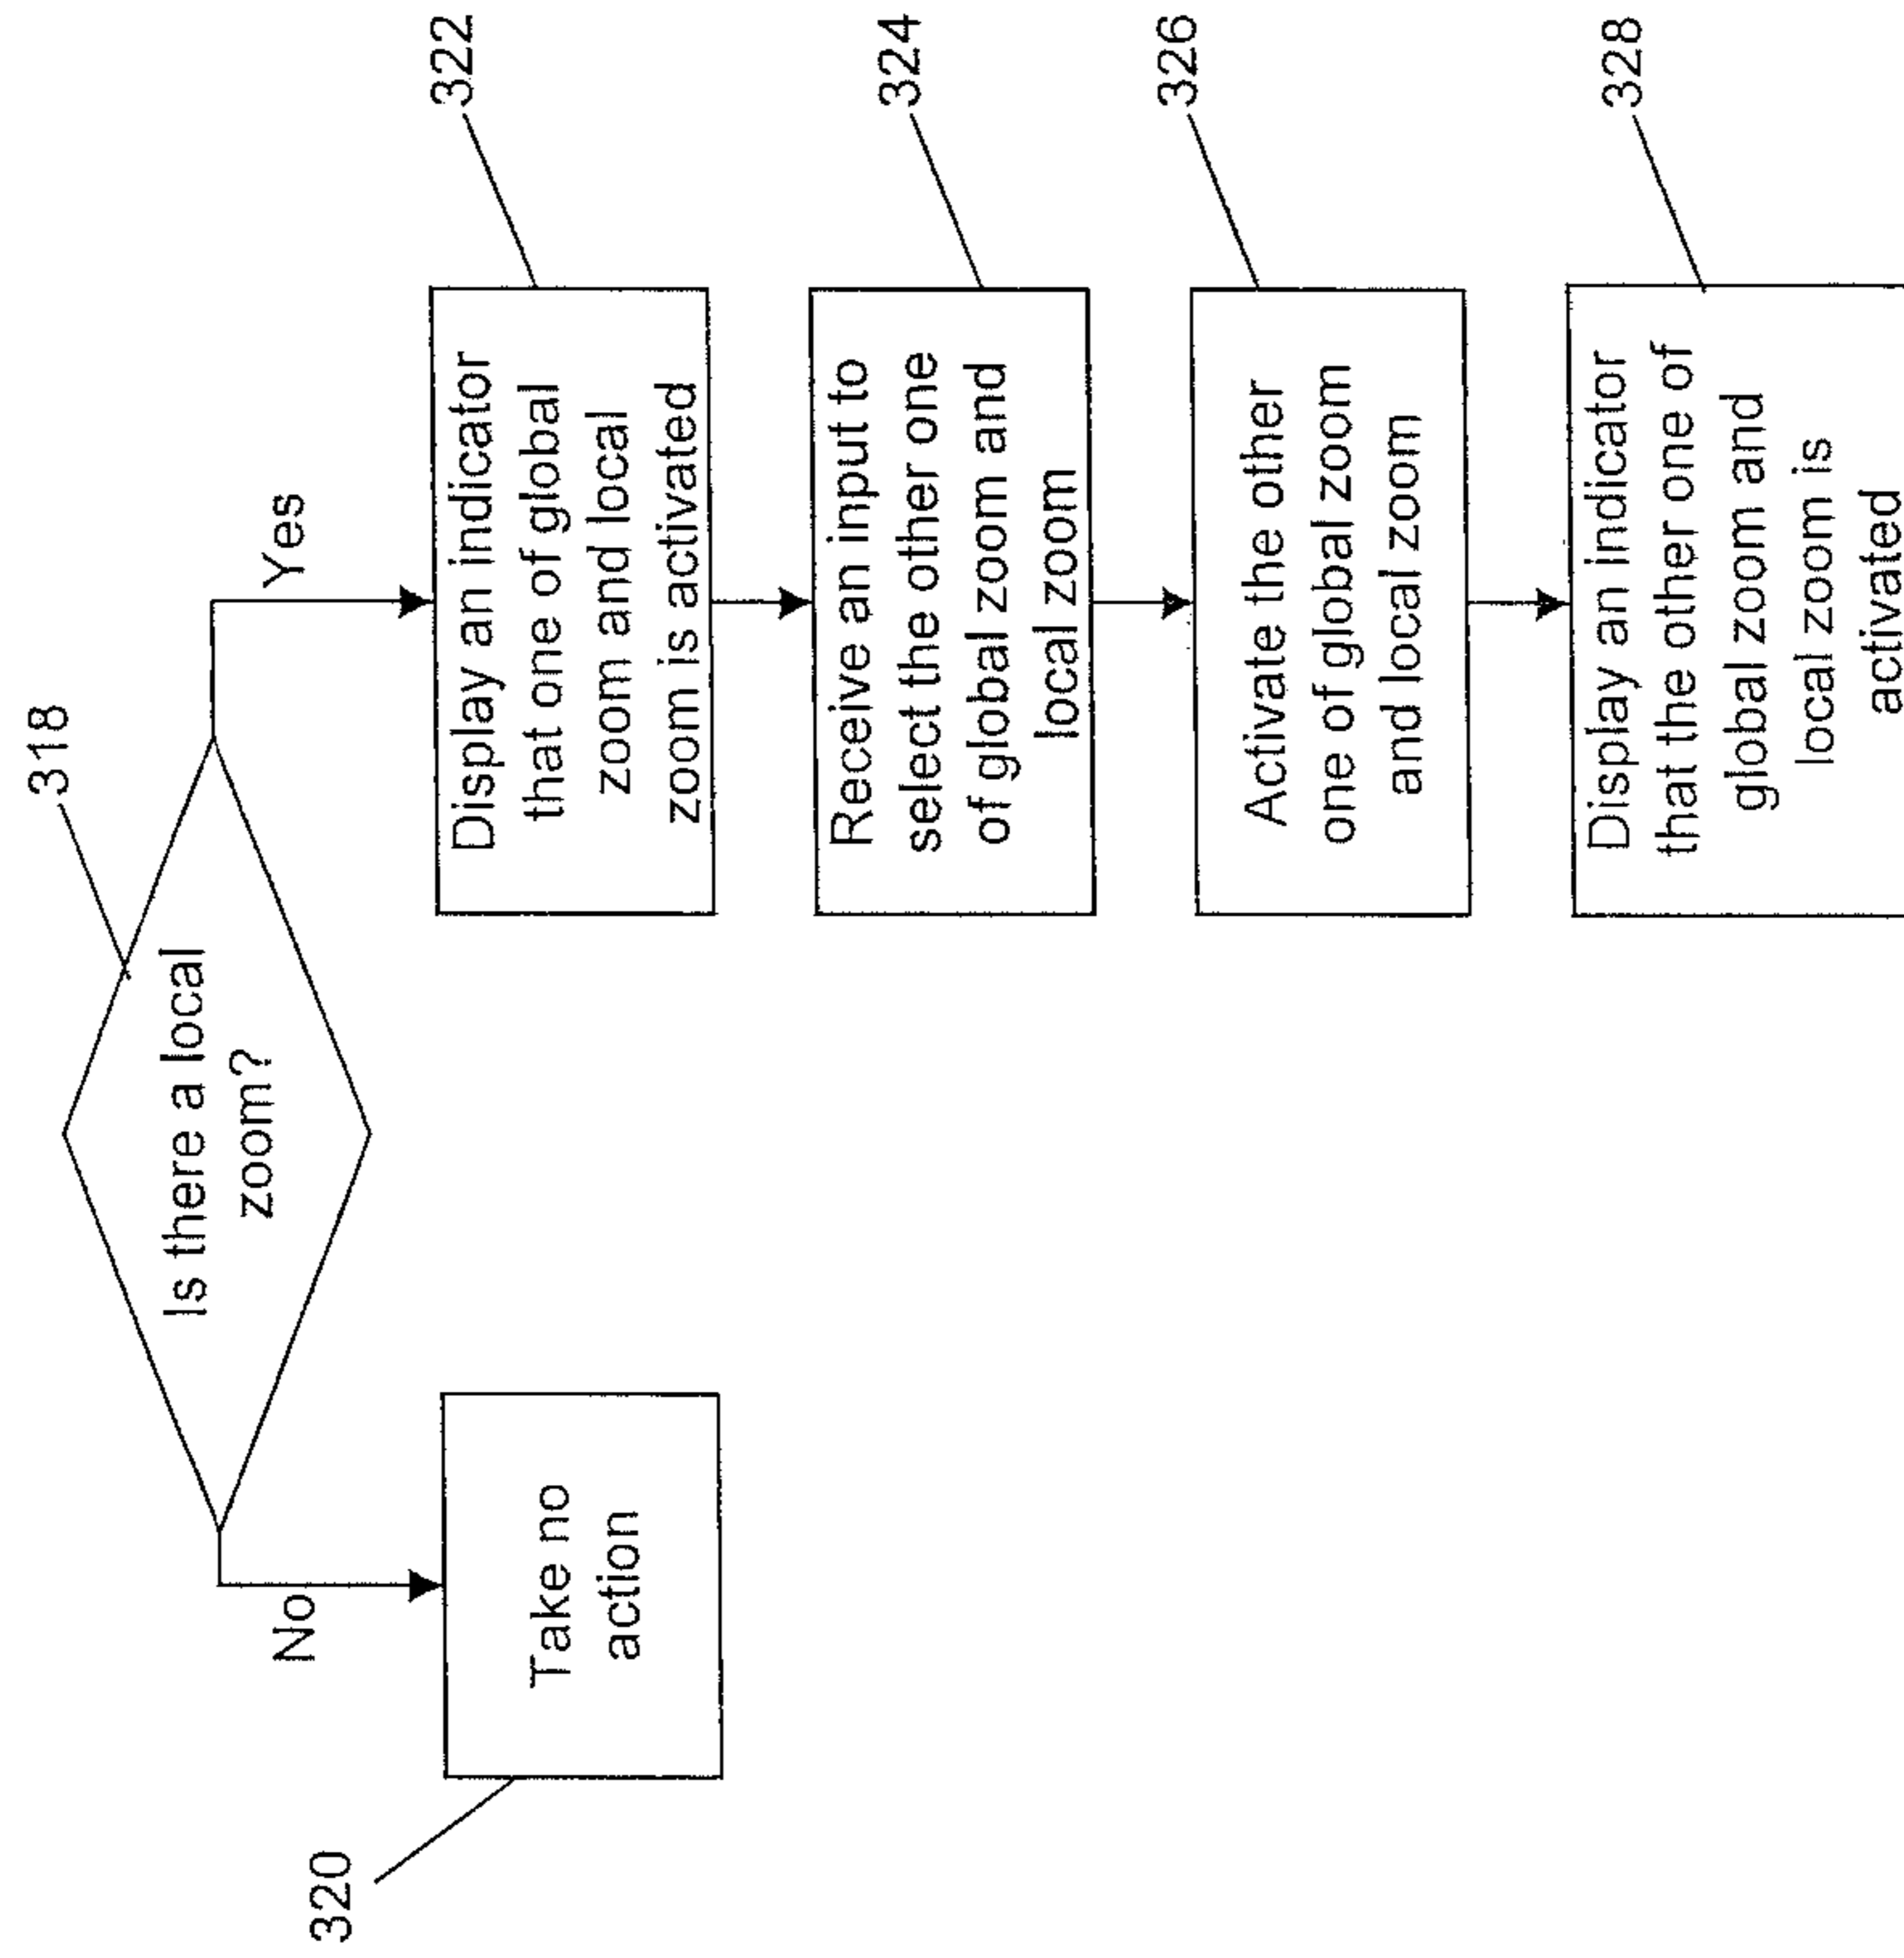 318
Is there a local
zoom?
No
Yes
320
Take no
action
322
Display an indicator
that one of global
zoom and local
zoom is activated
324
Receive an input to
select the other one
of global zoom and
local zoom
326
Activate the other
one of global zoom
and local zoom
328
Display an indicator
that the other one of
global zoom and
local zoom is
activated